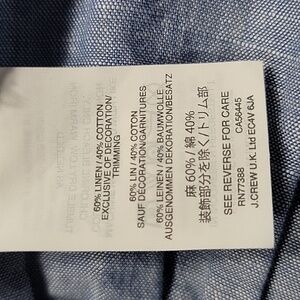 60% LINEN / 40% COTTON
EXCLUSIVE OF DECORATION/
TRIMMING
60% LIN / 40% COTON
SAUF DECORATION/GARNITURES
60% LEINEN / 40% BAUMWOLLE
AUSGENOMMEN DEKORATION/BESATZ
麻 60% / 綿 40%
装飾部分を除く/トリム部
SEE REVERSE FOR CARE
CA56445
RN77388
J.CREW U.K. Ltd EC4V 6JA